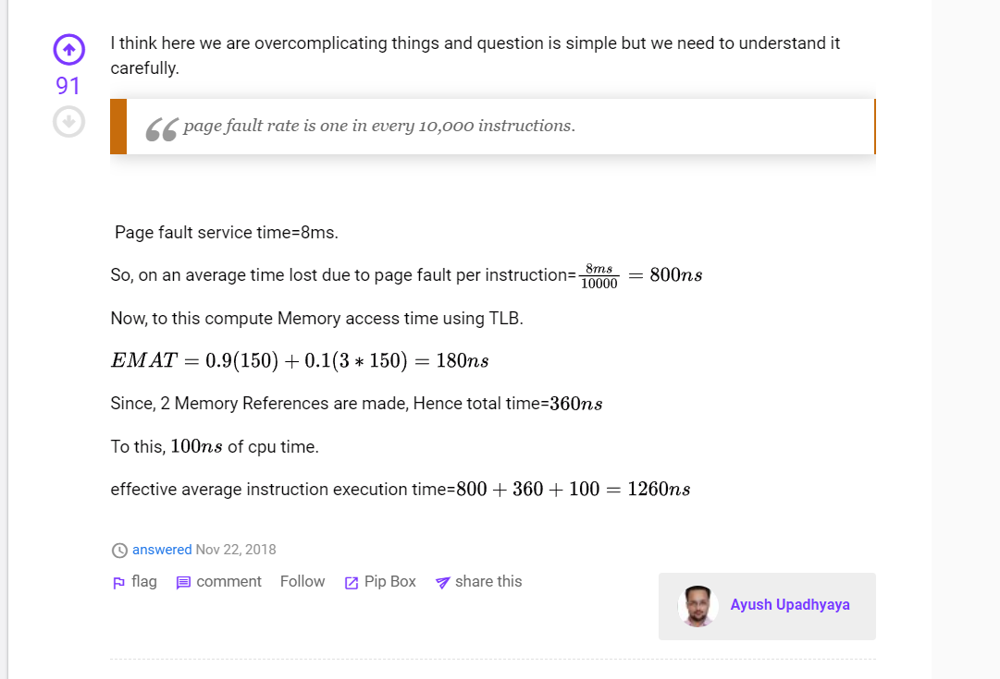 I think here we are overcomplicating things and question is simple but we need to understand it
carefully.
91
“ page fault rate is one in every 10,000 instructions.
Page fault service time=8ms.
So, on an average time lost due to page fault per instruction=8ms/10000 = 800ns
Now, to this compute Memory access time using TLB.
EMAT = 0.9(150) + 0.1(3 * 150) = 180ns
Since, 2 Memory References are made, Hence total time=360ns
To this, 100ns of cpu time.
effective average instruction execution time=800 + 360 + 100 = 1260ns
answered Nov 22, 2018
flag comment Follow Pip Box share this
Ayush Upadhyaya